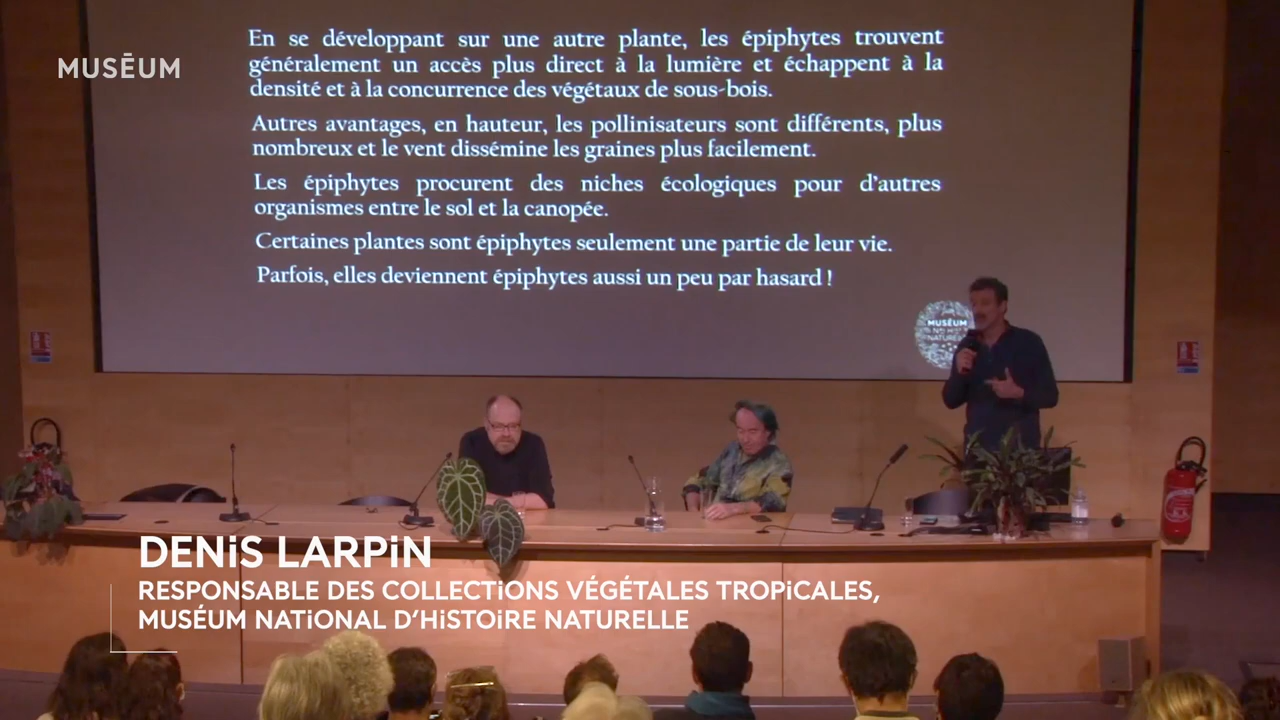 MUSĒUM
En se développant sur une autre plante, les épiphytes trouvent
généralement un accès plus direct à la lumière et échappent à la
densité et à la concurrence des végétaux de sous-bois.
Autres avantages, en hauteur, les pollinisateurs sont différents, plus
nombreux et le vent dissémine les graines plus facilement.
Les épiphytes procurent des niches écologiques pour d'autres
organismes entre le sol et la canopée.
Certaines plantes sont épiphytes seulement une partie de leur vie.
Parfois, elles deviennent épiphytes aussi un peu par hasard !
MUSÉUM
DENiS LARPiN
RESPONSABLE DES COLLECTiONS VÉGÉTALES TROPiCALES,
MUSÉUM NATiONAL D'HiSTOiRE NATURELLE